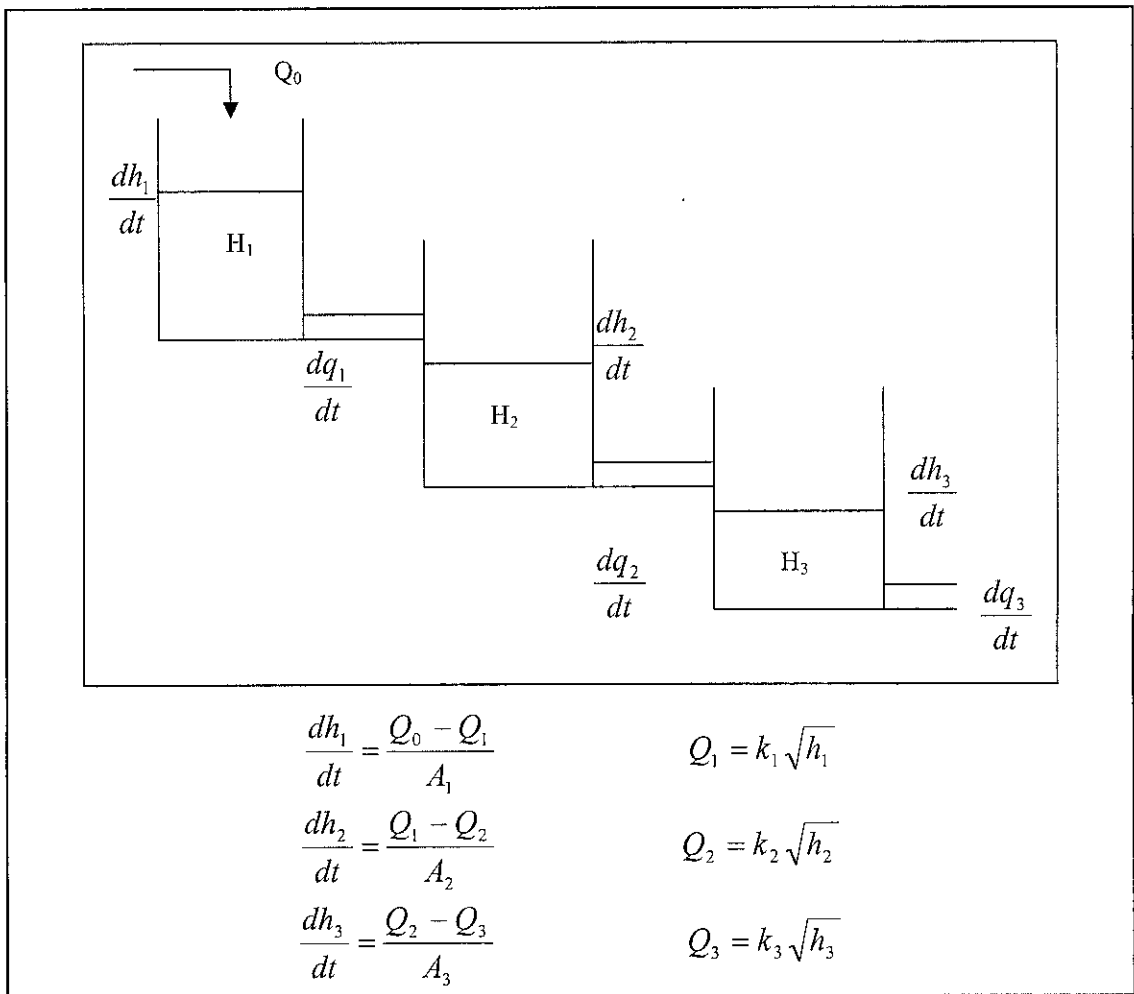 Q₀
dh₁/dt
H₁
dq₁/dt
dh₂/dt
H₂
dq₂/dt
dh₃/dt
H₃
dq₃/dt
dh₁/dt = (Q₀ − Q₁)/A₁    Q₁ = k₁√h₁
dh₂/dt = (Q₁ − Q₂)/A₂    Q₂ = k₂√h₂
dh₃/dt = (Q₂ − Q₃)/A₃    Q₃ = k₃√h₃